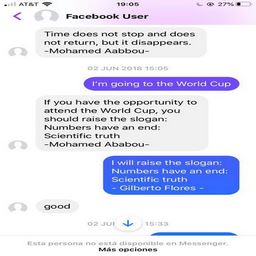 AT&T 19:05 27%
Facebook User
Time does not stop and does
not return, but it disappears.
-Mohamed Aabbou-
02 JUN 2018 15:05
I'm going to the World Cup
If you have the opportunity to
attend the World Cup, you
should raise the slogan:
Numbers have an end:
Scientific truth
-Mohamed Ababou-
I will raise the slogan:
Numbers have an end:
Scientific truth
- Gilberto Flores -
good
02 JU 15:33
Esta persona no está disponible en Messenger.
Más opciones